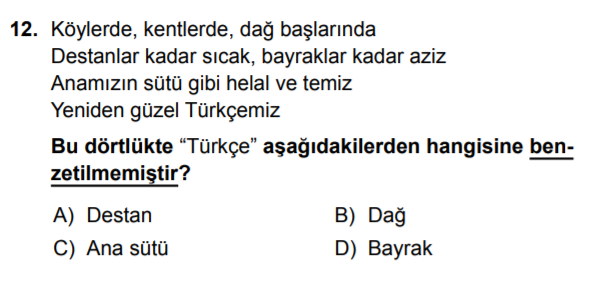 12. Köylerde, kentlerde, dağ başlarında
Destanlar kadar sıcak, bayraklar kadar aziz
Anamızın sütü gibi helal ve temiz
Yeniden güzel Türkçemiz
Bu dörtlükte “Türkçe” aşağıdakilerden hangisine ben-
zetilmemiştir?
A) Destan B) Dağ
C) Ana sütü D) Bayrak